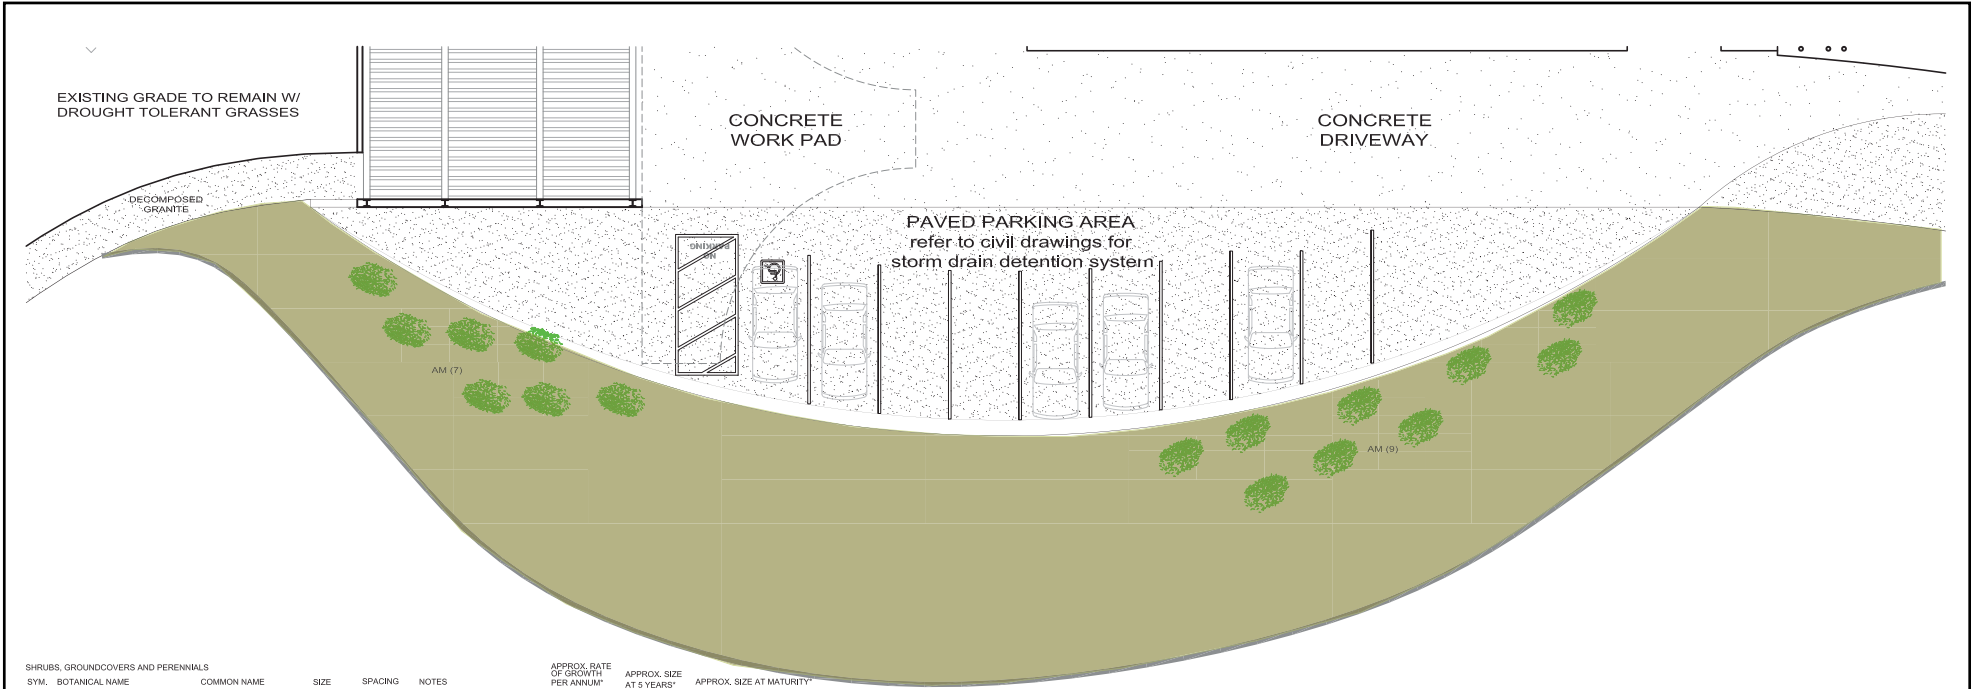 EXISTING GRADE TO REMAIN W/
DROUGHT TOLERANT GRASSES
CONCRETE
WORK PAD
CONCRETE
DRIVEWAY
DECOMPOSED
GRANITE
PAVED PARKING AREA
refer to civil drawings for
storm drain detention system
NO
PARKING
AM (7)
AM (9)
SHRUBS, GROUNDCOVERS AND PERENNIALS
SYM. BOTANICAL NAME COMMON NAME SIZE SPACING NOTES
APPROX. RATE
OF GROWTH
PER ANNUM*
APPROX. SIZE
AT 5 YEARS*
APPROX. SIZE AT MATURITY*